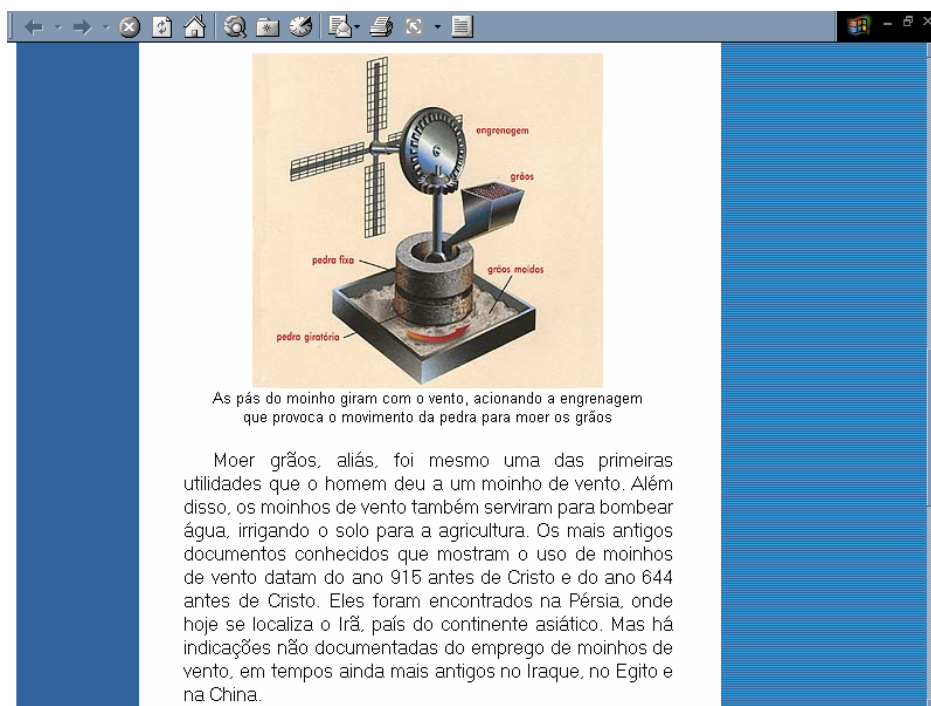 engrenagem
grãos
pedra fixa
grãos moídos
pedra giratória
As pás do moinho giram com o vento, acionando a engrenagem
que provoca o movimento da pedra para moer os grãos
Moer grãos, aliás, foi mesmo uma das primeiras
utilidades que o homem deu a um moinho de vento. Além
disso, os moinhos de vento também serviram para bombear
água, irrigando o solo para a agricultura. Os mais antigos
documentos conhecidos que mostram o uso de moinhos
de vento datam do ano 915 antes de Cristo e do ano 644
antes de Cristo. Eles foram encontrados na Pérsia, onde
hoje se localiza o Irã, país do continente asiático. Mas há
indicações não documentadas do emprego de moinhos de
vento, em tempos ainda mais antigos no Iraque, no Egito e
na China.